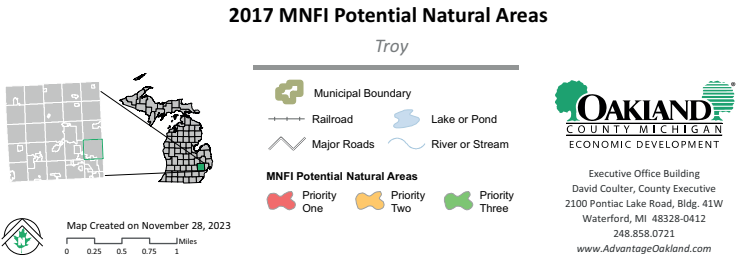 2017 MNFI Potential Natural Areas
Troy
Municipal Boundary
Railroad
Lake or Pond
Major Roads
River or Stream
MNFI Potential Natural Areas
Priority One
Priority Two
Priority Three
Map Created on November 28, 2023
0 0.25 0.5 0.75 1 Miles
N
OAKLAND
COUNTY MICHIGAN
ECONOMIC DEVELOPMENT
®
Executive Office Building
David Coulter, County Executive
2100 Pontiac Lake Road, Bldg. 41W
Waterford, MI 48328-0412
248.858.0721
www.AdvantageOakland.com